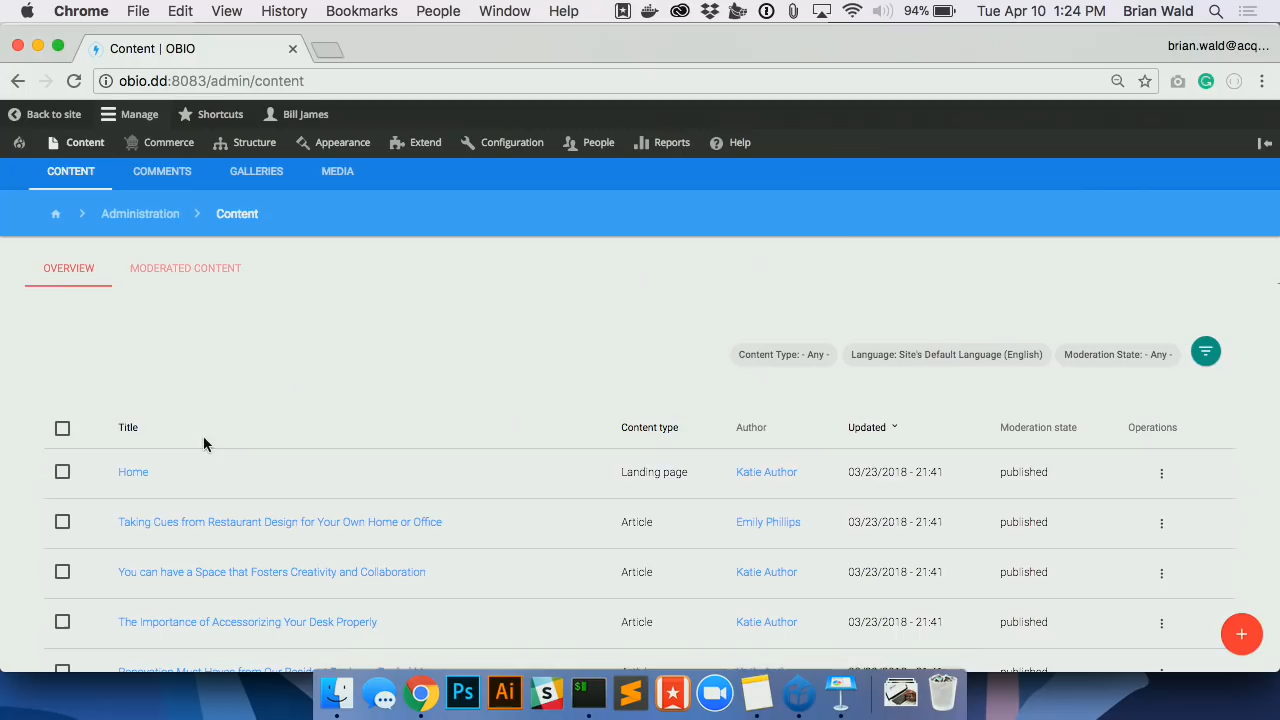 Chrome File Edit View History Bookmarks People Window Help 94% Tue Apr 10 1:24 PM Brian Wald
Content | OBIO brian.wald@acq...
obio.dd:8083/admin/content
Back to site Manage Shortcuts Bill James
Content Commerce Structure Appearance Extend Configuration People Reports Help
CONTENT COMMENTS GALLERIES MEDIA
Administration Content
OVERVIEW MODERATED CONTENT
Content Type: - Any - Language: Site's Default Language (English) Moderation State: - Any -
Title Content type Author Updated Moderation state Operations
Home Landing page Katie Author 03/23/2018 - 21:41 published
Taking Cues from Restaurant Design for Your Own Home or Office Article Emily Phillips 03/23/2018 - 21:41 published
You can have a Space that Fosters Creativity and Collaboration Article Katie Author 03/23/2018 - 21:41 published
The Importance of Accessorizing Your Desk Properly Article Katie Author 03/23/2018 - 21:41 published
Ps Ai